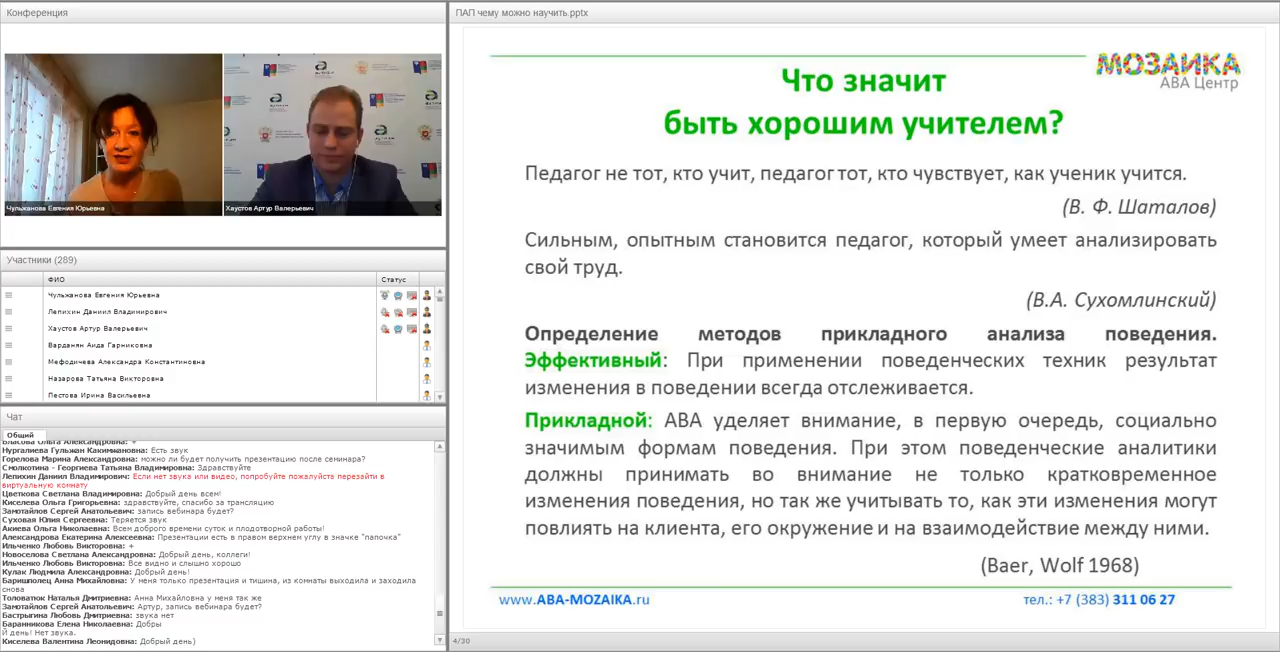 Конференция
Чульжанова Евгения Юрьевна
Хаустов Артур Валерьевич
Участники (289)
ФИО
Статус
Чульжанова Евгения Юрьевна
Лепихин Даниил Владимирович
Хаустов Артур Валерьевич
Варданян Аида Гарниковна
Мефодичева Александра Константиновна
Назарова Татьяна Викторовна
Пестова Ирина Васильевна
Чат
Общий
Власова Ольга Александровна: +
Нургалиева Гульжан Какимжановна: Есть звук
Горелова Марина Александровна: можно ли будет получить презентацию после семинара?
Смолкотина - Георгиева Татьяна Владимировна: Здравствуйте
Лепихин Даниил Владимирович: Если нет звука или видео, попробуйте пожалуйста перезайти в
виртуальную комнату
Цветкова Светлана Владимировна: Добрый день всем!
Киселева Ольга Григорьевна: здравствуйте, спасибо за трансляцию
Замотайлов Сергей Анатольевич: запись вебинара будет?
Суховая Юлия Сергеевна: Теряется звук
Акиева Ольга Николаевна: Всем доброго времени суток и плодотворной работы!
Александрова Екатерина Алексеевна: Презентации есть в правом верхнем углу в значке "папочка"
Ильченко Любовь Викторовна: +
Новоселова Светлана Александровна: Добрый день, коллеги!
Ильченко Любовь Викторовна: Все видно и слышно хорошо
Кулак Людмила Александровна: Добрый день!
Баришполец Анна Михайловна: У меня только презентация и тишина, из комнаты выходила и заходила
снова
Толоватюк Наталья Дмитриевна: Анна Михайловна у меня так же
Замотайлов Сергей Анатольевич: Артур, запись вебинара будет?
Бастрыгина Любовь Дмитриевна: звука нет
Баранникова Елена Николаевна: Добры
Й день! Нет звука.
Киселева Валентина Леонидовна: Добрый день)
ПАП чему можно научить.pptx
МОЗАИКА
АВА Центр
Что значит
быть хорошим учителем?
Педагог не тот, кто учит, педагог тот, кто чувствует, как ученик учится.
(В. Ф. Шаталов)
Сильным, опытным становится педагог, который умеет анализировать
свой труд.
(В.А. Сухомлинский)
Определение методов прикладного анализа поведения.
Эффективный: При применении поведенческих техник результат
изменения в поведении всегда отслеживается.
Прикладной: АВА уделяет внимание, в первую очередь, социально
значимым формам поведения. При этом поведенческие аналитики
должны принимать во внимание не только кратковременное
изменения поведения, но так же учитывать то, как эти изменения могут
повлиять на клиента, его окружение и на взаимодействие между ними.
(Baer, Wolf 1968)
www.ABA-MOZAIKA.ru
тел.: +7 (383) 311 06 27
4/30